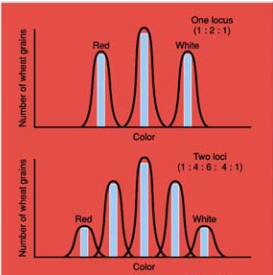 One locus
(1 : 2 : 1)
Red
White
Number of wheat grains
Color
Two loci
(1 : 4 : 6 : 4 : 1)
Red
White
Number of wheat grains
Color